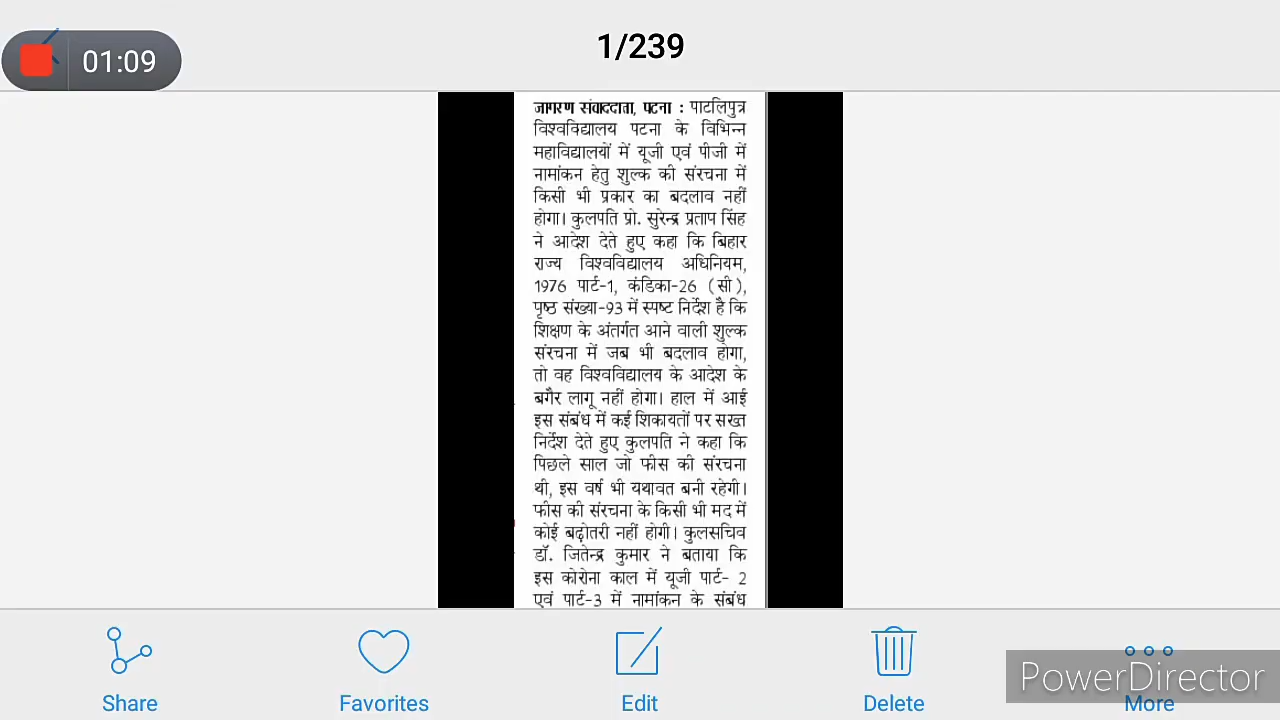 01:09
1/239
जागरण संवाददाता, पटना : पाटलिपुत्र
विश्वविद्यालय पटना के विभिन्न
महाविद्यालयों में यूजी एवं पीजी में
नामांकन हेतु शुल्क की संरचना में
किसी भी प्रकार का बदलाव नहीं
होगा। कुलपति प्रो. सुरेन्द्र प्रताप सिंह
ने आदेश देते हुए कहा कि बिहार
राज्य विश्वविद्यालय अधिनियम,
1976 पार्ट-1, कंडिका-26 (सी),
पृष्ठ संख्या-93 में स्पष्ट निर्देश है कि
शिक्षण के अंतर्गत आने वाली शुल्क
संरचना में जब भी बदलाव होगा,
तो वह विश्वविद्यालय के आदेश के
बगैर लागू नहीं होगा। हाल में आई
इस संबंध में कई शिकायतों पर सख्त
निर्देश देते हुए कुलपति ने कहा कि
पिछले साल जो फीस की संरचना
थी, इस वर्ष भी यथावत बनी रहेगी।
फीस की संरचना के किसी भी मद में
कोई बढ़ोतरी नहीं होगी। कुलसचिव
डॉ. जितेन्द्र कुमार ने बताया कि
इस कोरोना काल में यूजी पार्ट- 2
एवं पार्ट-3 में नामांकन के संबंध
Share
Favorites
Edit
Delete
More
PowerDirector